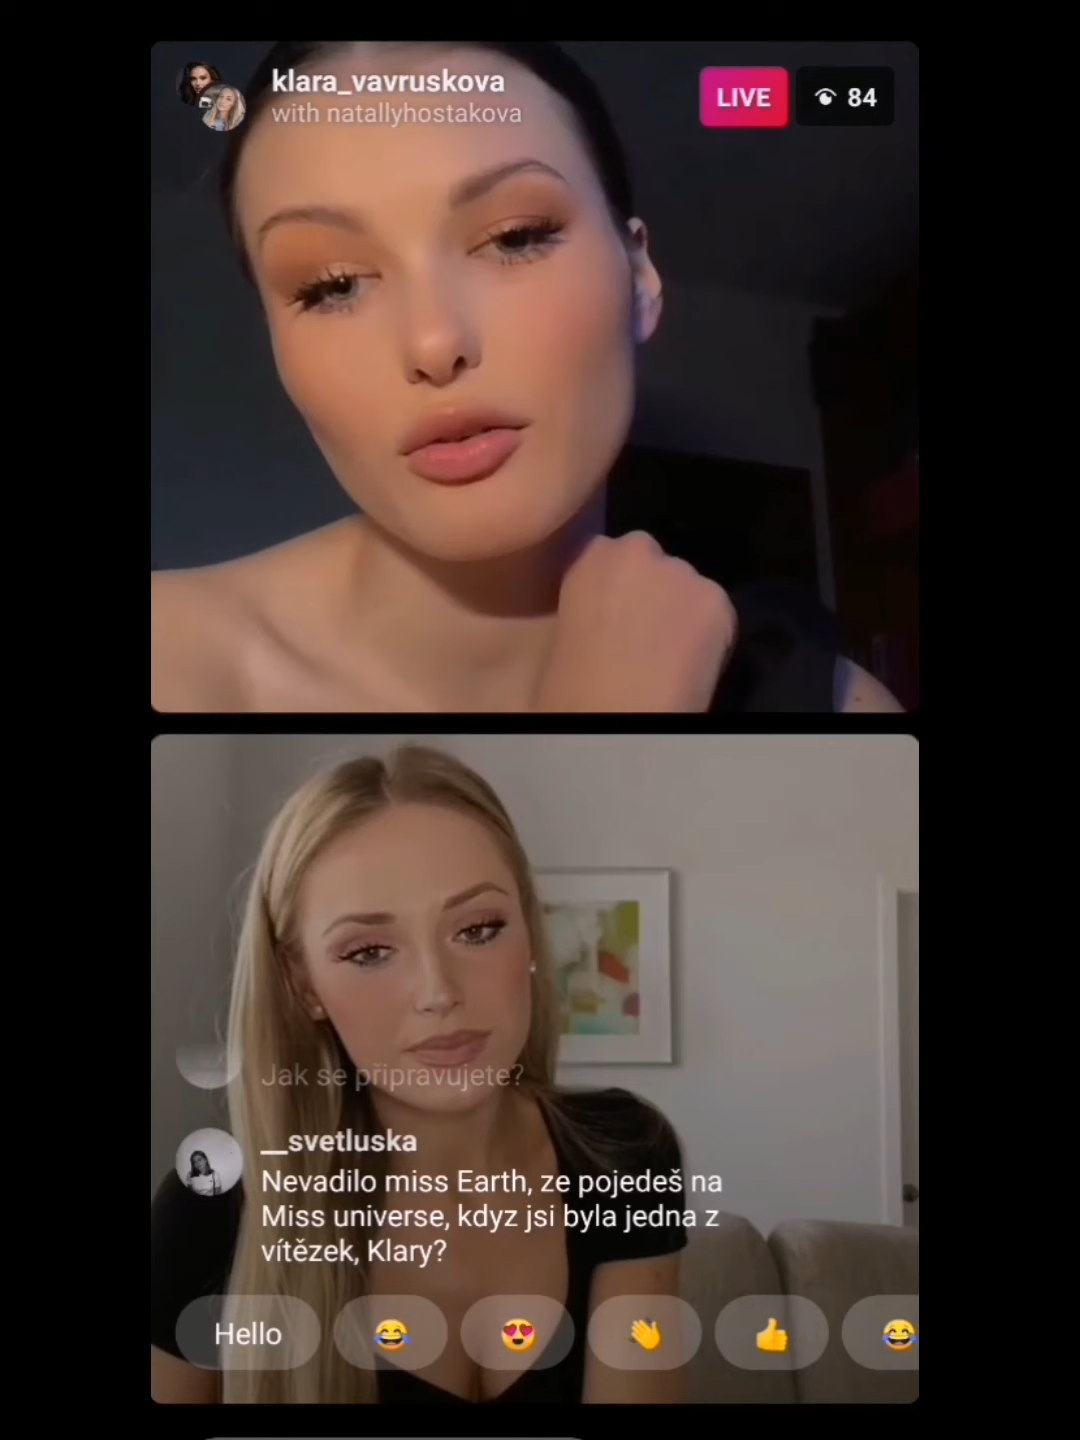 klara_vavruskova
with natallyhostakova
LIVE
84
Jak se připravujete?
__svetluska
Nevadilo miss Earth, ze pojedeš na
Miss universe, kdyz jsi byla jedna z
vítězek, Klary?
Hello